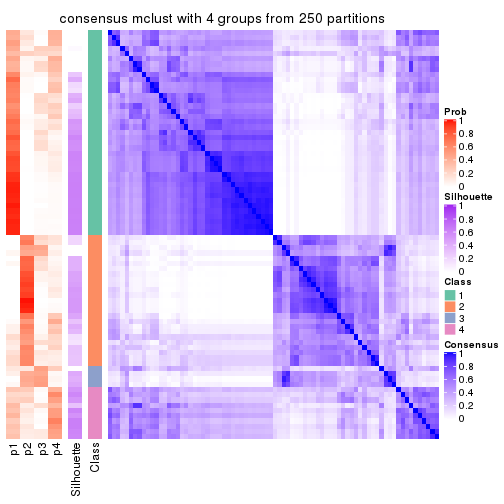 consensus mclust with 4 groups from 250 partitions
Prob
1
0.8
0.6
0.4
0.2
0
Silhouette
1
0.8
0.6
0.4
0.2
0
Class
1
2
3
4
Consensus
1
0.8
0.6
0.4
0.2
0
p1
p2
p3
p4
Silhouette
Class